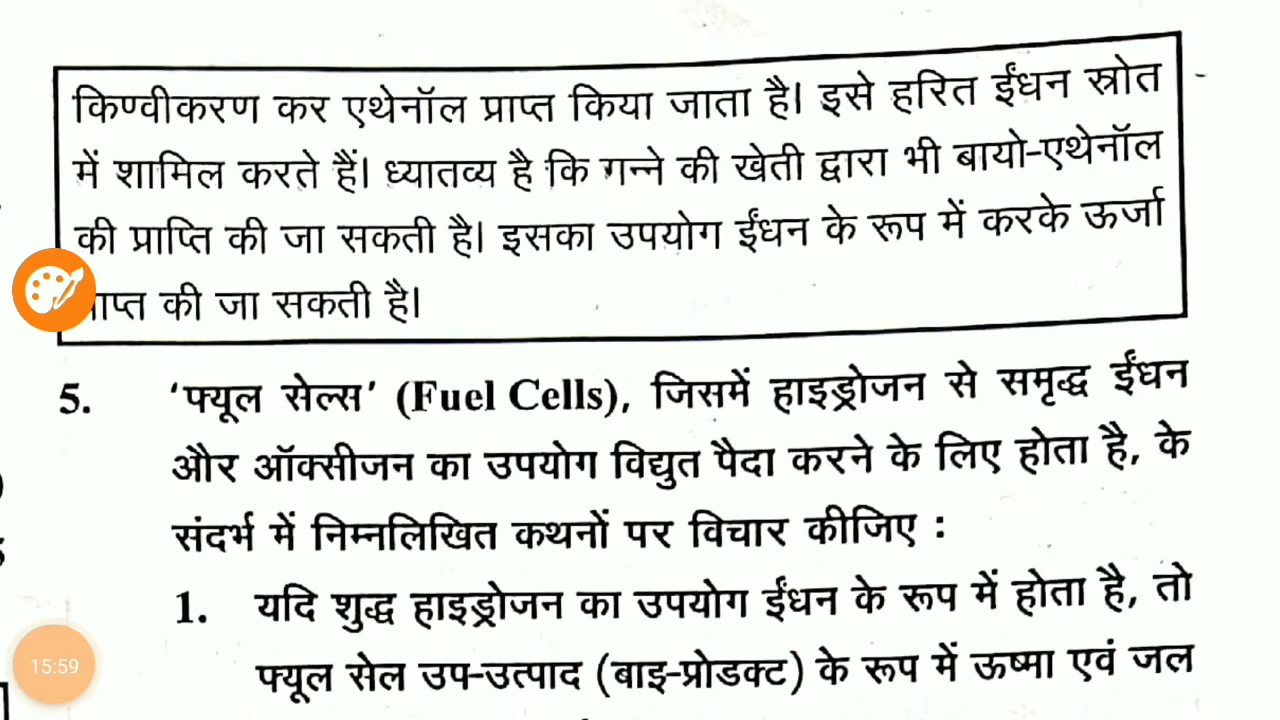 किण्वीकरण कर एथेनॉल प्राप्त किया जाता है। इसे हरित ईंधन स्रोत
में शामिल करते हैं। ध्यातव्य है कि गन्ने की खेती द्वारा भी बायो-एथेनॉल
की प्राप्ति की जा सकती है। इसका उपयोग ईंधन के रूप में करके ऊर्जा
की जा सकती है।
5. ‘फ्यूल सेल्स’ (Fuel Cells), जिसमें हाइड्रोजन से समृद्ध ईंधन
और ऑक्सीजन का उपयोग विद्युत पैदा करने के लिए होता है, के
संदर्भ में निम्नलिखित कथनों पर विचार कीजिए :
1. यदि शुद्ध हाइड्रोजन का उपयोग ईंधन के रूप में होता है, तो
15:59
फ्यूल सेल उप-उत्पाद (बाइ-प्रोडक्ट) के रूप में ऊष्मा एवं जल